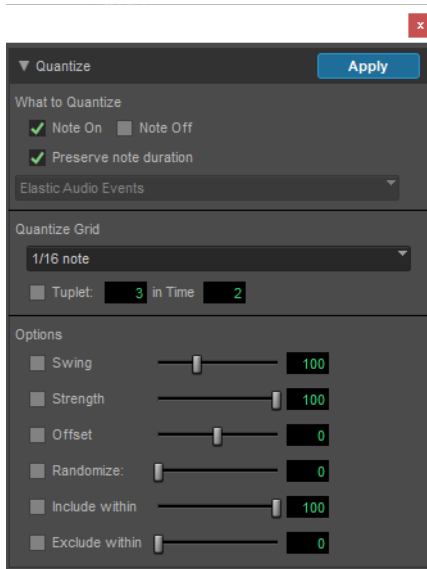 x
Quantize Apply
What to Quantize
Note On Note Off
Preserve note duration
Elastic Audio Events
Quantize Grid
1/16 note
Tuplet: 3 in Time 2
Options
Swing 100
Strength 100
Offset 0
Randomize: 0
Include within 100
Exclude within 0